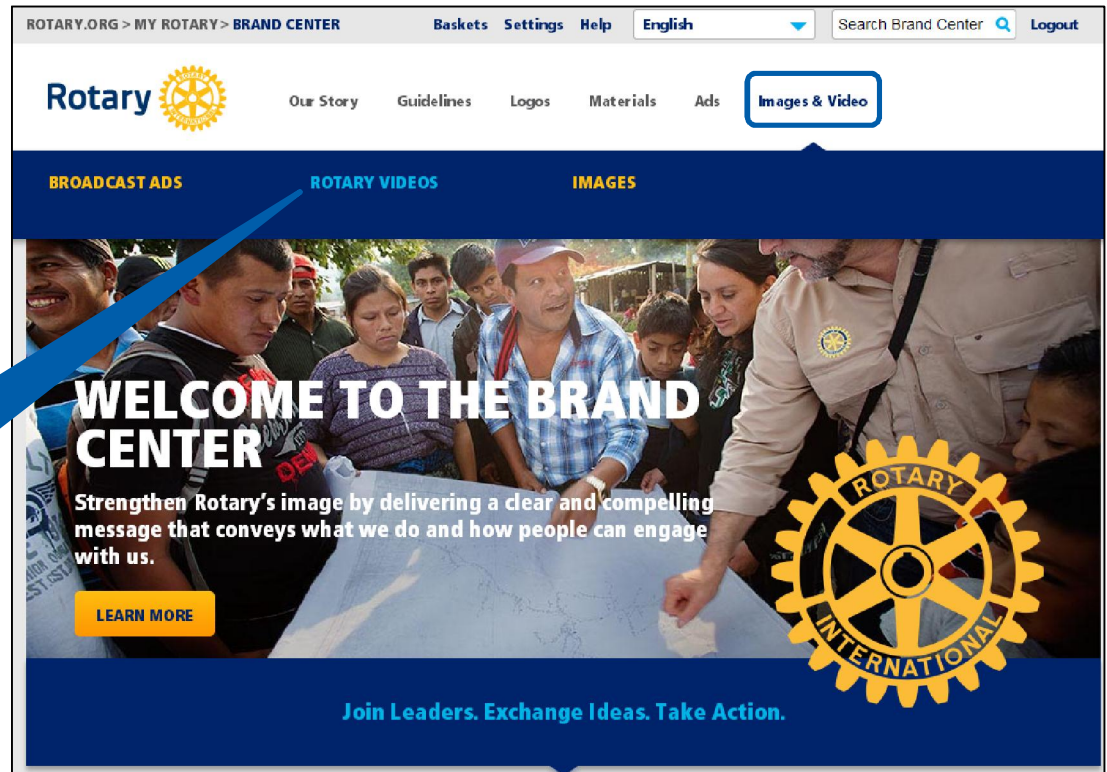 ROTARY.ORG > MY ROTARY > BRAND CENTER Baskets Settings Help English Search Brand Center Logout
Rotary ROTARY INTERNATIONAL Our Story Guidelines Logos Materials Ads Images & Video
BROADCAST ADS ROTARY VIDEOS IMAGES
WELCOME TO THE BRAND
CENTER
Strengthen Rotary's image by delivering a clear and compelling
message that conveys what we do and how people can engage
with us.
LEARN MORE
ROTARY
INTERNATIONAL
Join Leaders. Exchange Ideas. Take Action.